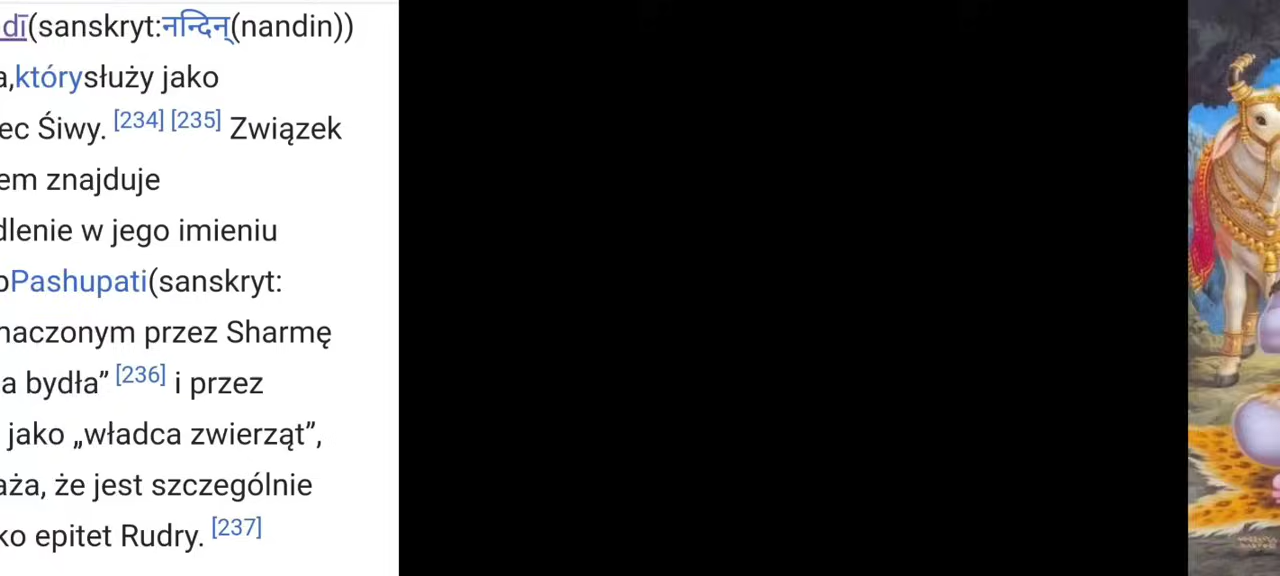 dī(sanskryt:नन्दिन्(nandin))
a,którysłuży jako
ec Śiwy. [234] [235] Związek
em znajduje
dlenie w jego imieniu
oPashupati(sanskryt:
naczonym przez Sharmę
a bydła” [236] i przez
jako „władca zwierząt”,
aża, że jest szczególnie
ko epitet Rudry. [237]